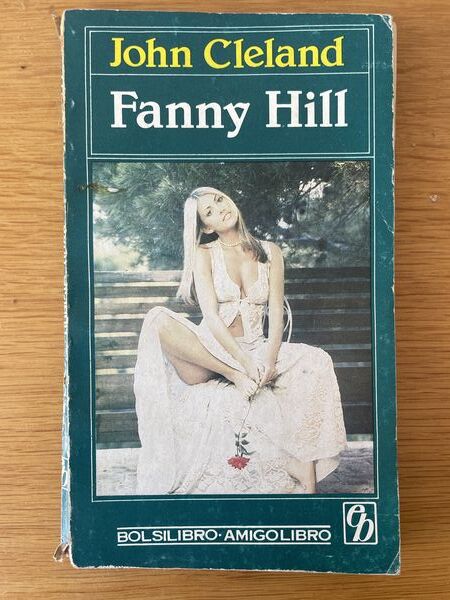 John Cleland
Fanny Hill
BOLSILIBRO·AMIGOLIBRO
eb